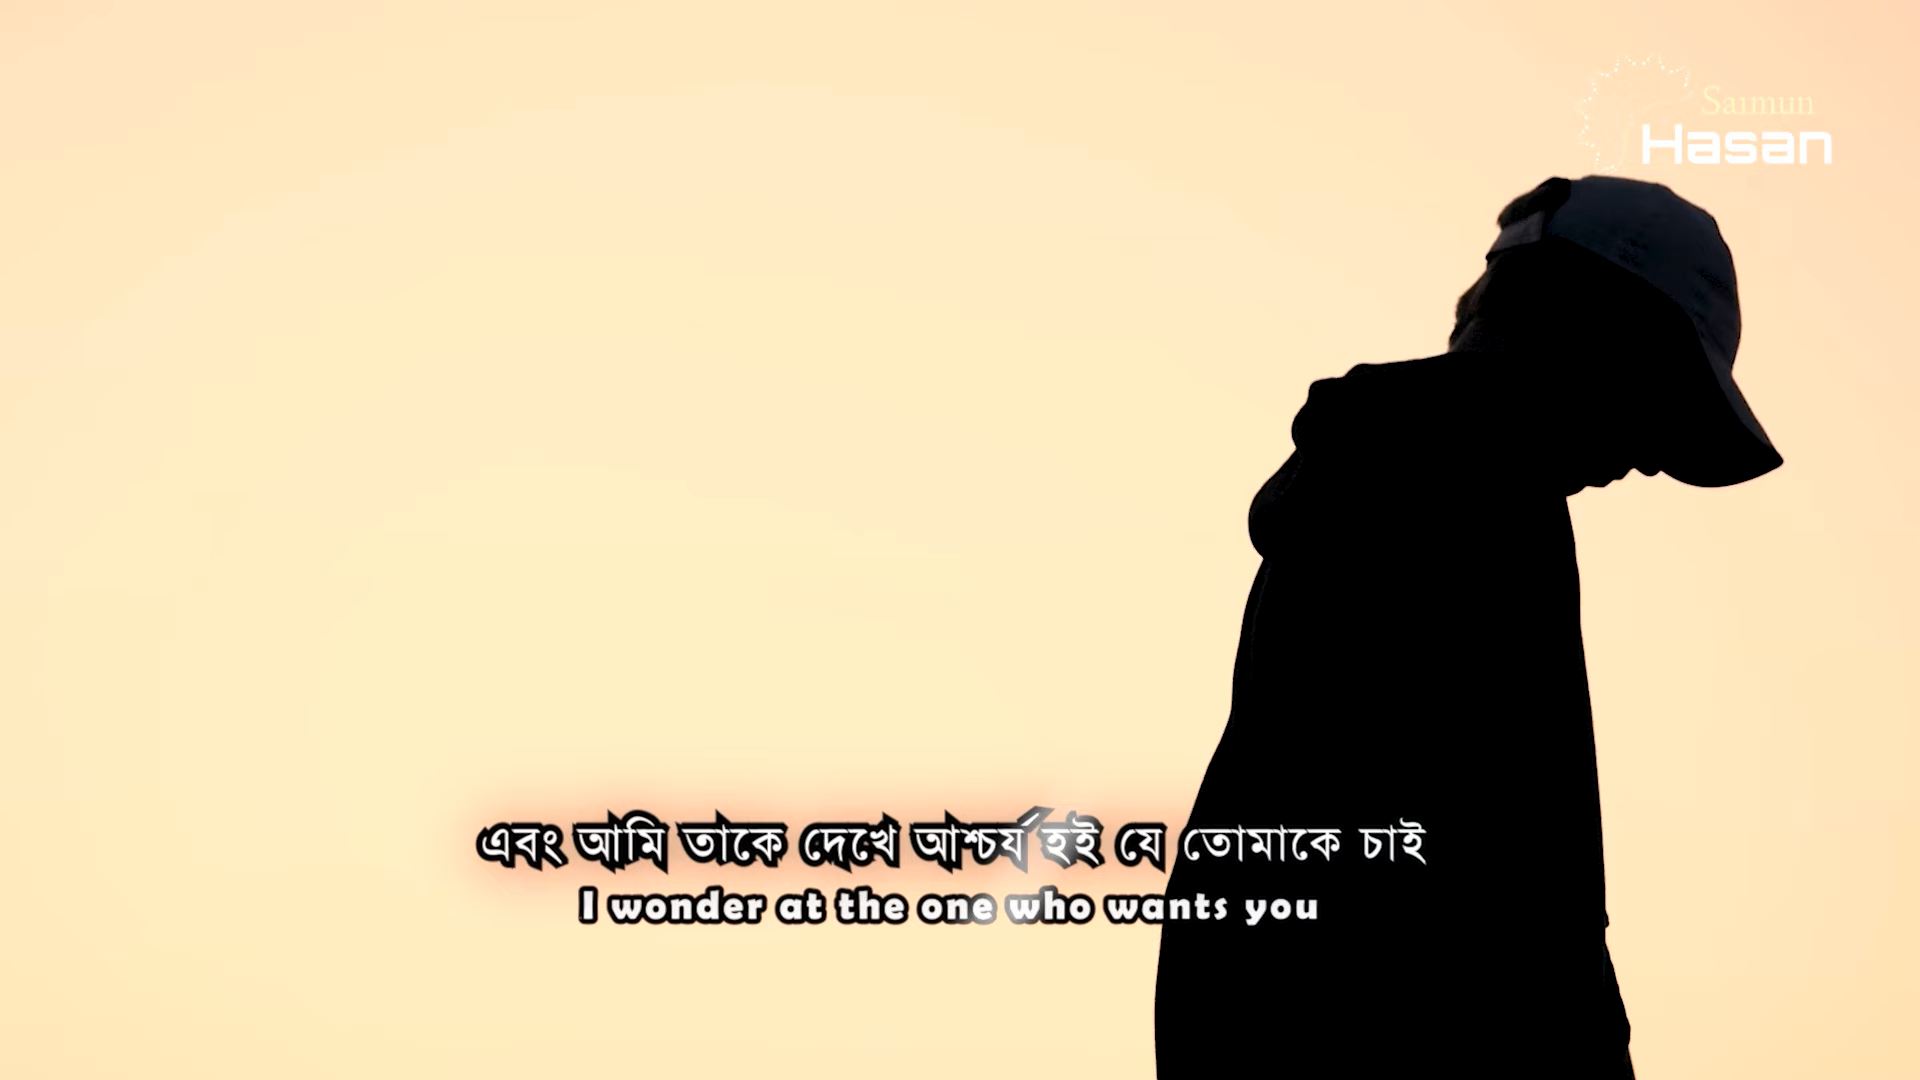 Saimun
Hasan
এবং আমি তাকে দেখে আশ্চর্য হই যে তোমাকে চাই
I wonder at the one who wants you